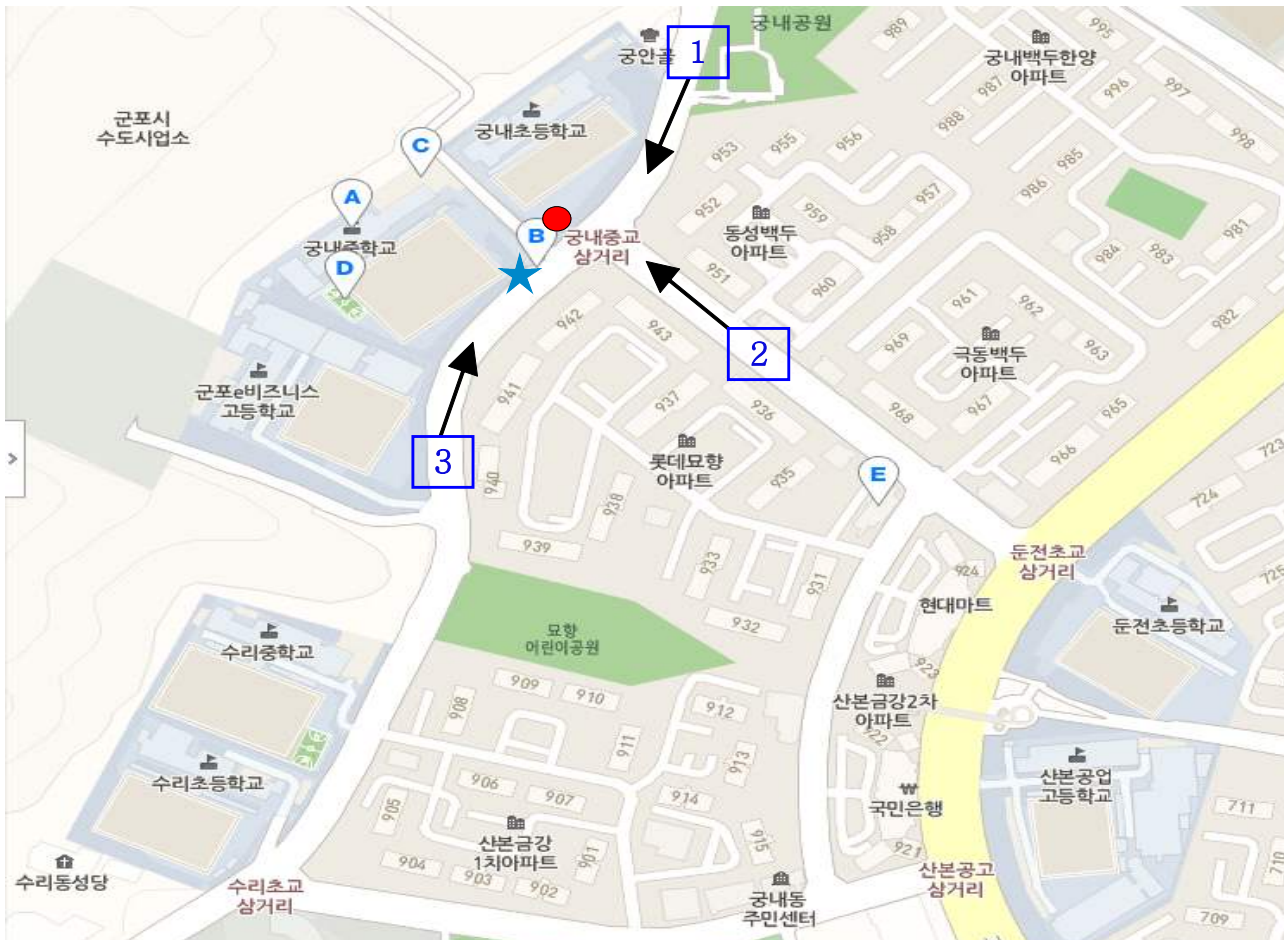 궁내공원
989
995
궁안골
1
궁내백두한양
아파트
987
996
997
988
998
군포시
수도사업소
궁내초등학교
953
955
956
985
986
C
A
952
959
957
동성백두
아파트
958
981
984
983
궁내중학교
B
궁내중교
삼거리
D
951
960
961
962
982
942
943
969
극동백두
아파트
963
2
군포e비즈니스
고등학교
941
937
936
968
967
965
3
롯데묘향
아파트
966
723
940
938
935
E
724
939
933
931
924
둔전초교
삼거리
725
현대마트
932
둔전초등학교
묘향
어린이공원
수리중학교
923
909
910
908
912
산본금강2차
아파트
922
911
913
수리초등학교
906
907
914
산본공업
고등학교
905
국민은행
711
산본금강
1차아파트
915
921
904
903
902
901
710
수리동성당
수리초교
삼거리
궁내동
주민센터
산본공고
삼거리
709